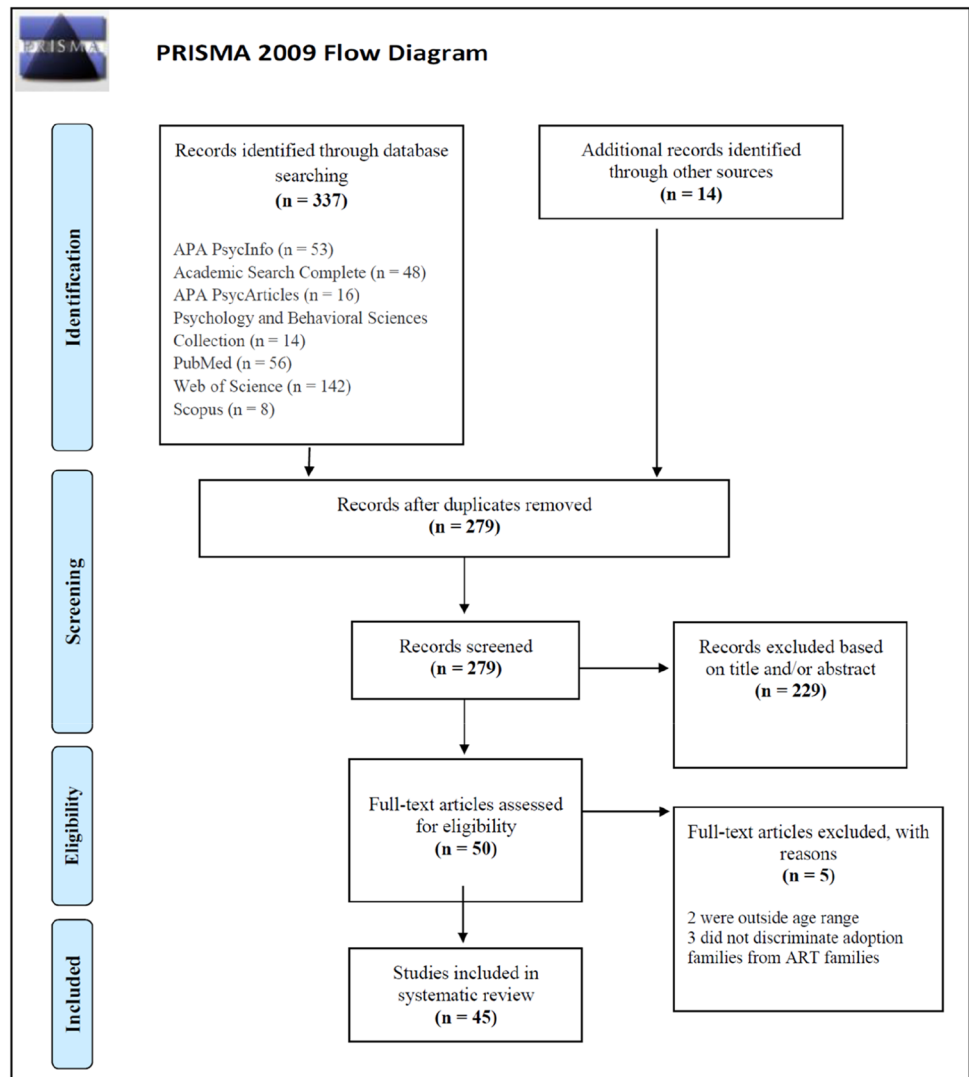 PRISMA
PRISMA 2009 Flow Diagram
Identification
Records identified through database
searching
(n = 337)
APA PsycInfo (n = 53)
Academic Search Complete (n = 48)
APA PsycArticles (n = 16)
Psychology and Behavioral Sciences
Collection (n = 14)
PubMed (n = 56)
Web of Science (n = 142)
Scopus (n = 8)
Additional records identified
through other sources
(n = 14)
Screening
Records after duplicates removed
(n = 279)
Records screened
(n = 279)
Records excluded based
on title and/or abstract
(n = 229)
Eligibility
Full-text articles assessed
for eligibility
(n = 50)
Full-text articles excluded, with
reasons
(n = 5)
2 were outside age range
3 did not discriminate adoption
families from ART families
Included
Studies included in
systematic review
(n = 45)